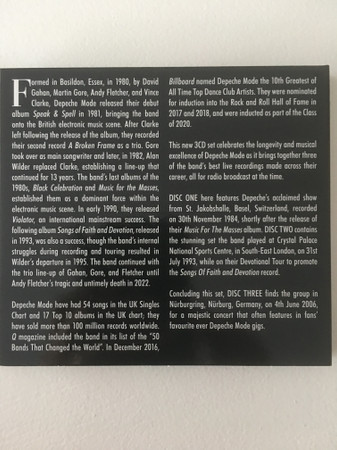 Formed in Basildon, Essex, in 1980, by David
Gahan, Martin Gore, Andy Fletcher, and Vince
Clarke, Depeche Mode released their debut
album Speak & Spell in 1981, bringing the band
onto the British electronic music scene. After Clarke
left following the release of the album, they recorded
their second record A Broken Frame as a trio. Gore
took over as main songwriter and later, in 1982, Alan
Wilder replaced Clarke, establishing a line-up that
continued for 13 years. The band's last albums of the
1980s, Black Celebration and Music for the Masses,
established them as a dominant force within the
electronic music scene. In early 1990, they released
Violator, an international mainstream success. The
following album Songs of Faith and Devotion, released
in 1993, was also a success, though the band's internal
struggles during recording and touring resulted in
Wilder's departure in 1995. The band continued with
the trio line-up of Gahan, Gore, and Fletcher until
Andy Fletcher's tragic and untimely death in 2022.
Depeche Mode have had 54 songs in the UK Singles
Chart and 17 Top 10 albums in the UK chart; they
have sold more than 100 million records worldwide.
Q magazine included the band in its list of the "50
Bands That Changed the World". In December 2016,
Billboard named Depeche Mode the 10th Greatest of
All Time Top Dance Club Artists. They were nominated
for induction into the Rock and Roll Hall of Fame in
2017 and 2018, and were inducted as part of the Class
of 2020.
This new 3CD set celebrates the longevity and musical
excellence of Depeche Mode as it brings together three
of the band's best live recordings made across their
career, all for radio broadcast at the time.
DISC ONE here features Depeche's acclaimed show
from St. Jakobshalle, Basel, Switzerland, recorded
on 30th November 1984, shortly after the release of
their Music For The Masses album. DISC TWO contains
the stunning set the band played at Crystal Palace
National Sports Centre, in South-East London, on 31st
July 1993, while on their Devotional Tour to promote
the Songs Of Faith and Devotion record.
Concluding this set, DISC THREE finds the group in
Nürburgring, Nürburg, Germany, on 4th June 2006,
for a majestic concert that often features in fans'
favourite ever Depeche Mode gigs.